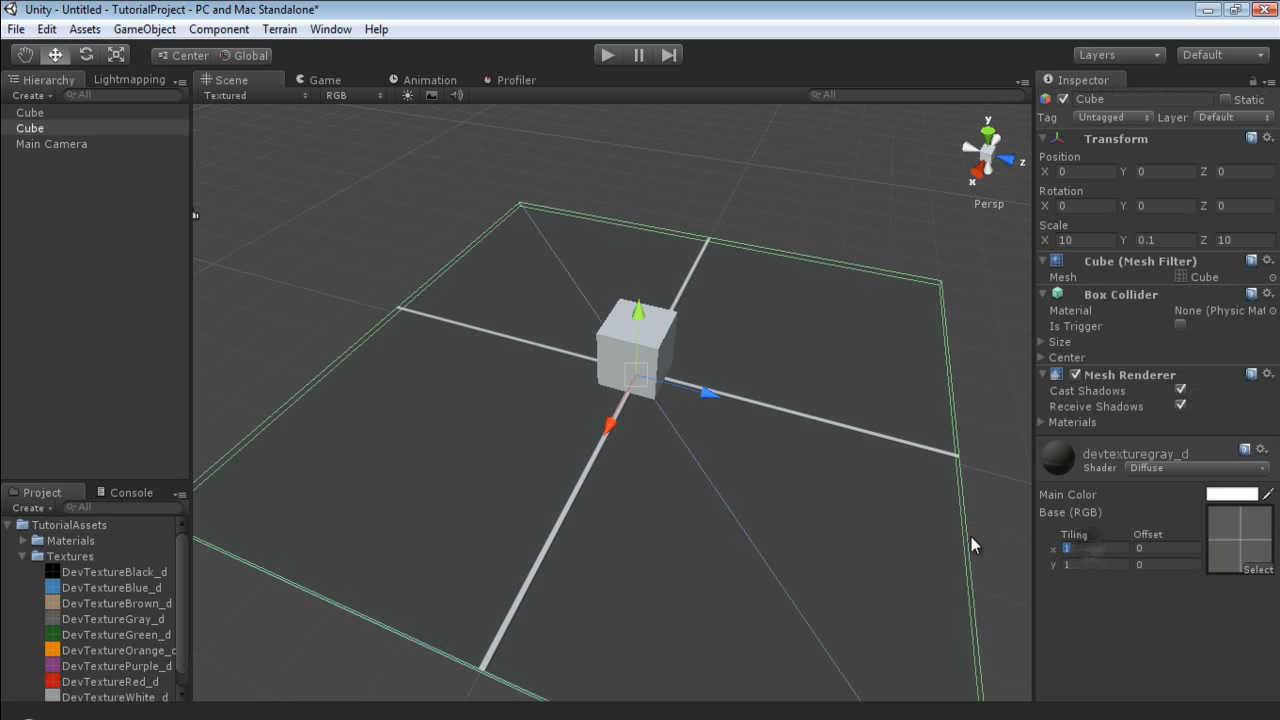 Unity - Untitled - TutorialProject - PC and Mac Standalone*
File Edit Assets GameObject Component Terrain Window Help
Center Global Layers Default
Hierarchy Lightmapping
Create All
Cube
Cube
Main Camera
Scene Game Animation Profiler
Textured RGB All
y
z
x
Persp
Project Console
Create All
TutorialAssets
Materials
Textures
DevTextureBlack_d
DevTextureBlue_d
DevTextureBrown_d
DevTextureGray_d
DevTextureGreen_d
DevTextureOrange_d
DevTexturePurple_d
DevTextureRed_d
DevTextureWhite_d
Inspector
Cube Static
Tag Untagged Layer Default
Transform
Position
X 0 Y 0 Z 0
Rotation
X 0 Y 0 Z 0
Scale
X 10 Y 0.1 Z 10
Cube (Mesh Filter)
Mesh Cube
Box Collider
Material None (Physic Mat
Is Trigger
Size
Center
Mesh Renderer
Cast Shadows
Receive Shadows
Materials
devtexturegray_d
Shader Diffuse
Main Color
Base (RGB)
Tiling Offset
x 1 0
y 1 0
Select